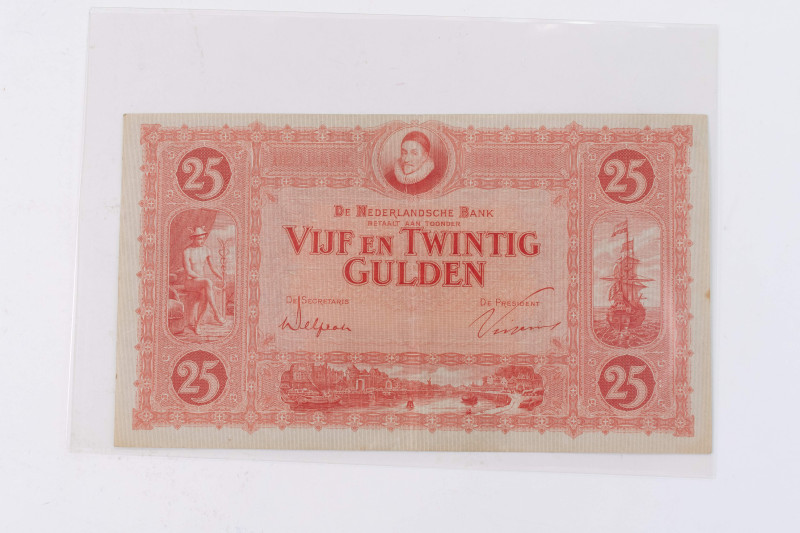 25
25
De Nederlandsche Bank
betaalt aan toonder
Vijf en Twintig
Gulden
De Secretaris
De President
25
25